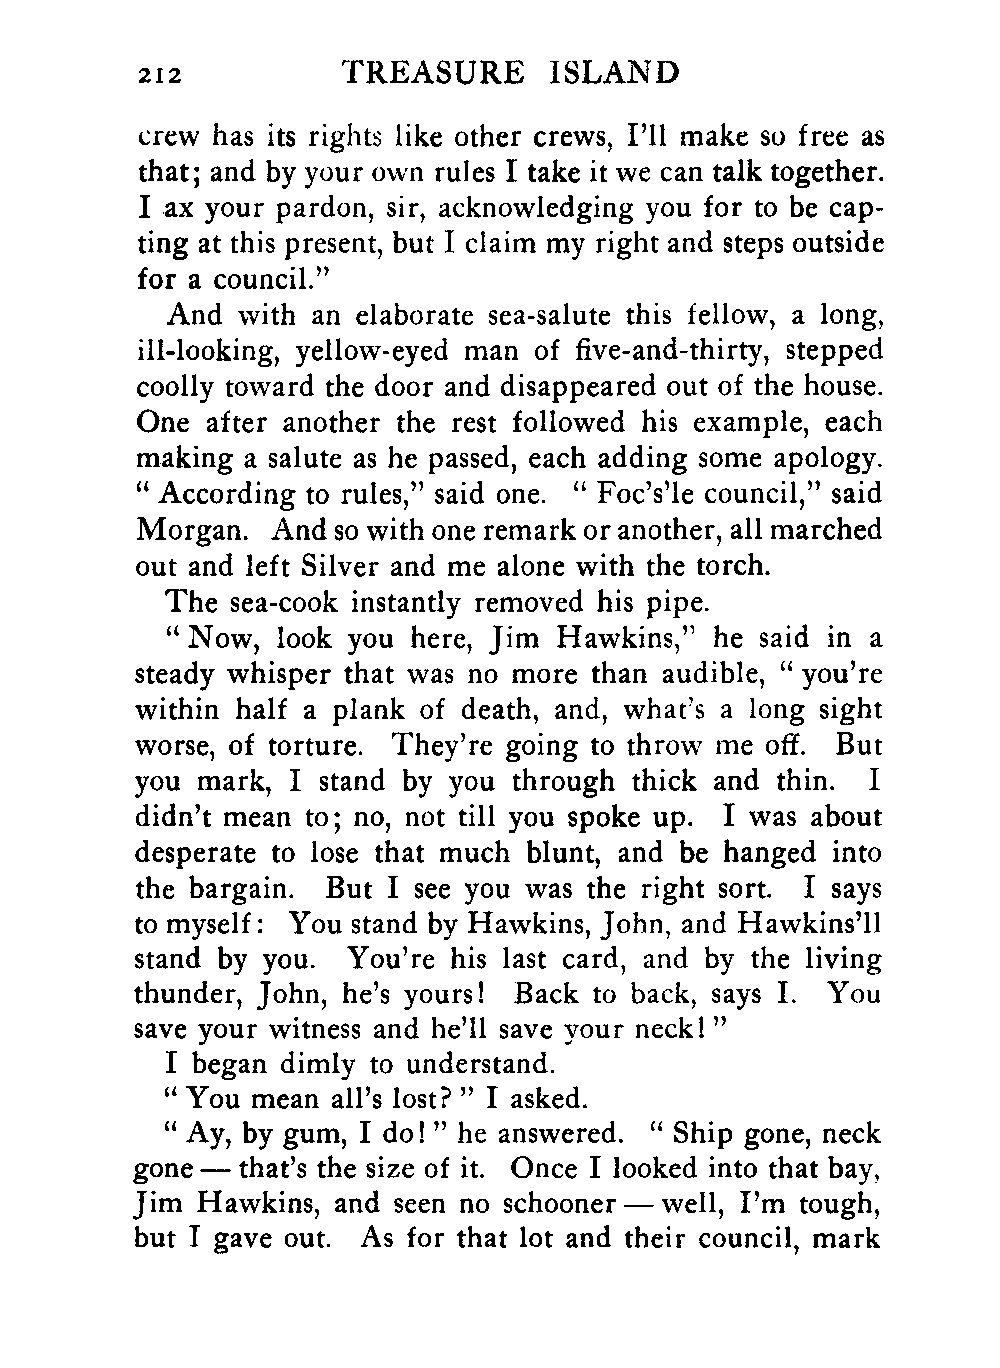 212 TREASURE ISLAND
crew has its rights like other crews, I'll make so free as
that; and by your own rules I take it we can talk together.
I ax your pardon, sir, acknowledging you for to be cap-
ting at this present, but I claim my right and steps outside
for a council."
And with an elaborate sea-salute this fellow, a long,
ill-looking, yellow-eyed man of five-and-thirty, stepped
coolly toward the door and disappeared out of the house.
One after another the rest followed his example, each
making a salute as he passed, each adding some apology.
" According to rules," said one. " Foc's'le council," said
Morgan. And so with one remark or another, all marched
out and left Silver and me alone with the torch.
The sea-cook instantly removed his pipe.
" Now, look you here, Jim Hawkins," he said in a
steady whisper that was no more than audible, " you're
within half a plank of death, and, what's a long sight
worse, of torture. They're going to throw me off. But
you mark, I stand by you through thick and thin. I
didn't mean to; no, not till you spoke up. I was about
desperate to lose that much blunt, and be hanged into
the bargain. But I see you was the right sort. I says
to myself: You stand by Hawkins, John, and Hawkins'll
stand by you. You're his last card, and by the living
thunder, John, he's yours! Back to back, says I. You
save your witness and he'll save your neck! "
I began dimly to understand.
" You mean all's lost? " I asked.
" Ay, by gum, I do! " he answered. " Ship gone, neck
gone — that's the size of it. Once I looked into that bay,
Jim Hawkins, and seen no schooner — well, I'm tough,
but I gave out. As for that lot and their council, mark